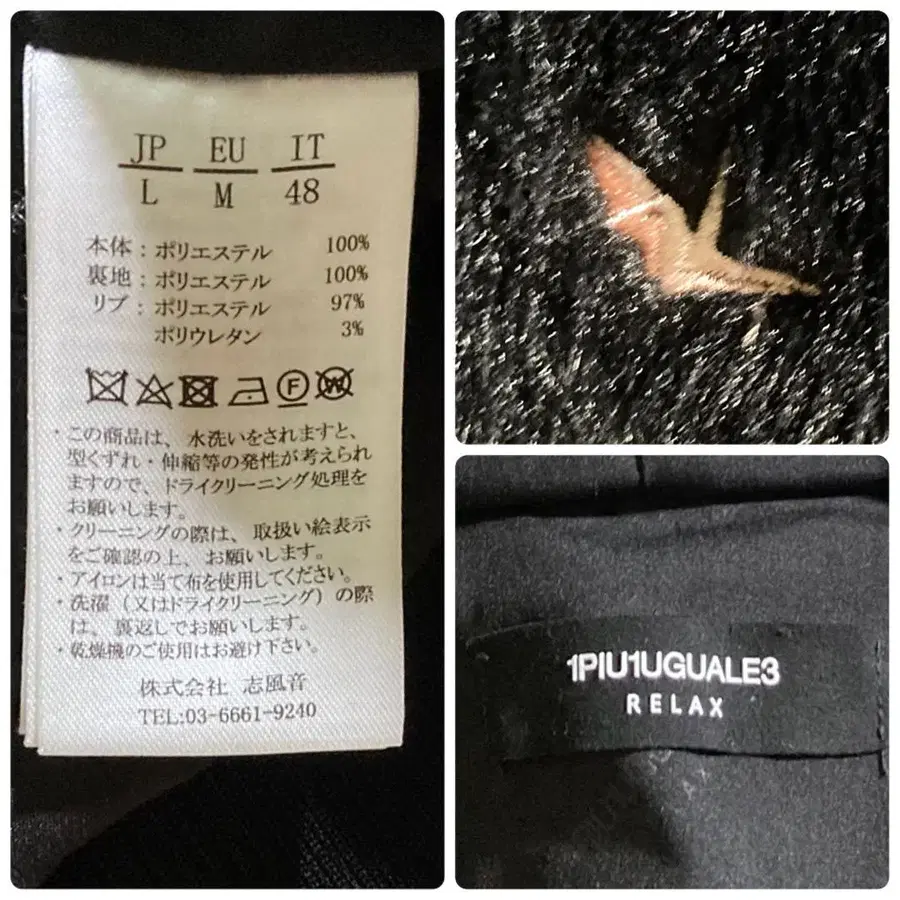 JP EU IT
L M 48
本体：ポリエステル 100%
裏地：ポリエステル 100%
リブ：ポリエステル 97%
ポリウレタン 3%
F W
・この商品は、水洗いをされますと、
型くずれ・伸縮等の発性が考えられ
ますので、ドライクリーニング処理を
お願いします。
・クリーニングの際は、取扱い絵表示
をご確認の上、お願いします。
・アイロンは当て布を使用してください。
・洗濯（又はドライクリーニング）の際
は、裏返しでお願いします。
・乾燥機のご使用はお避け下さい。
株式会社 志風音
TEL:03-6661-9240
1PIU1UGUALE3
RELAX